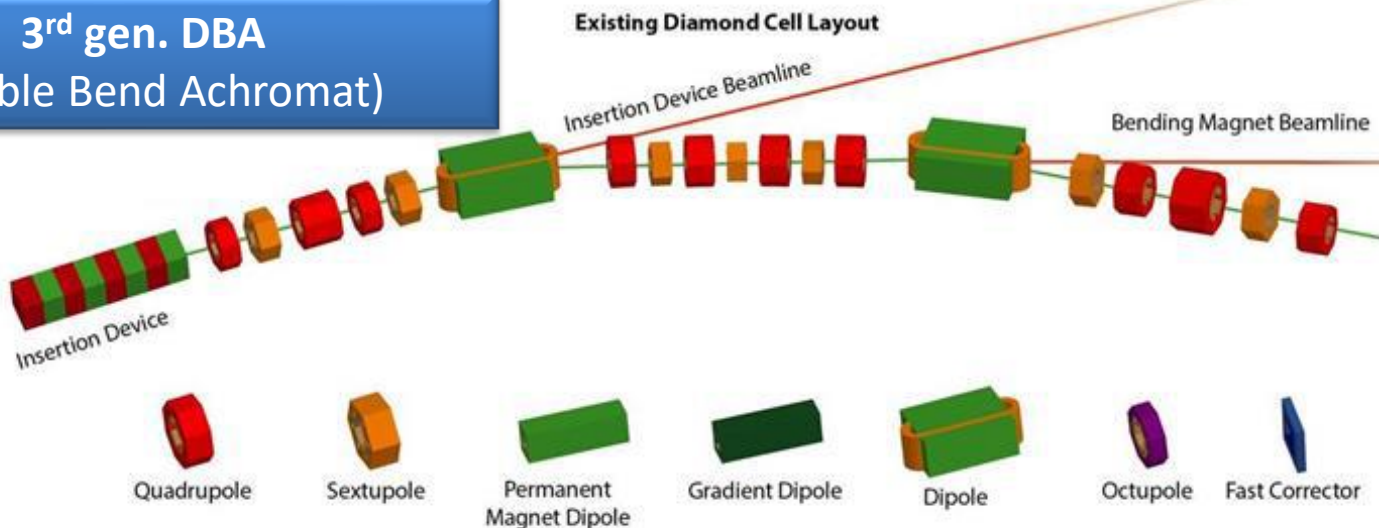 3rd gen. DBA
ble Bend Achromat)
Existing Diamond Cell Layout
Insertion Device Beamline
Bending Magnet Beamline
Insertion Device
Quadrupole
Sextupole
Permanent
Magnet Dipole
Gradient Dipole
Dipole
Octupole
Fast Corrector